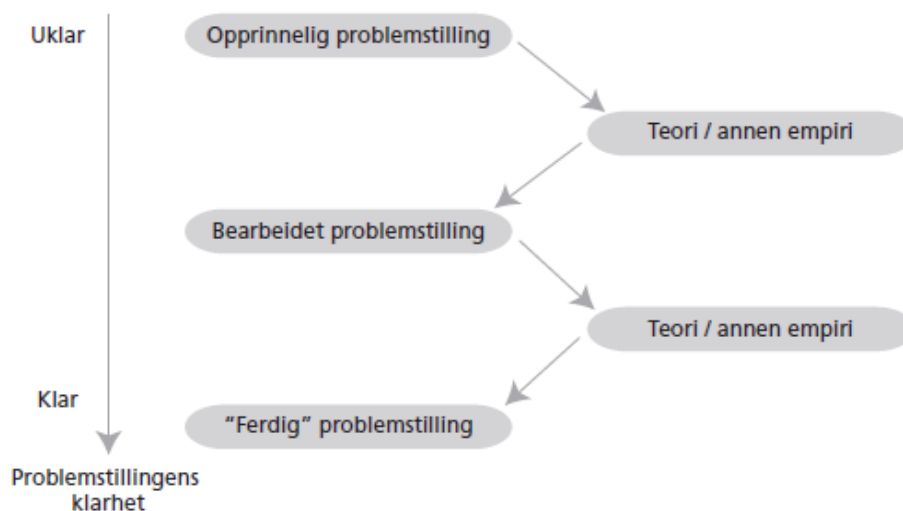 Uklar
Opprinnelig problemstilling
Teori / annen empiri
Bearbeidet problemstilling
Teori / annen empiri
Klar
“Ferdig” problemstilling
Problemstillingens
klarhet